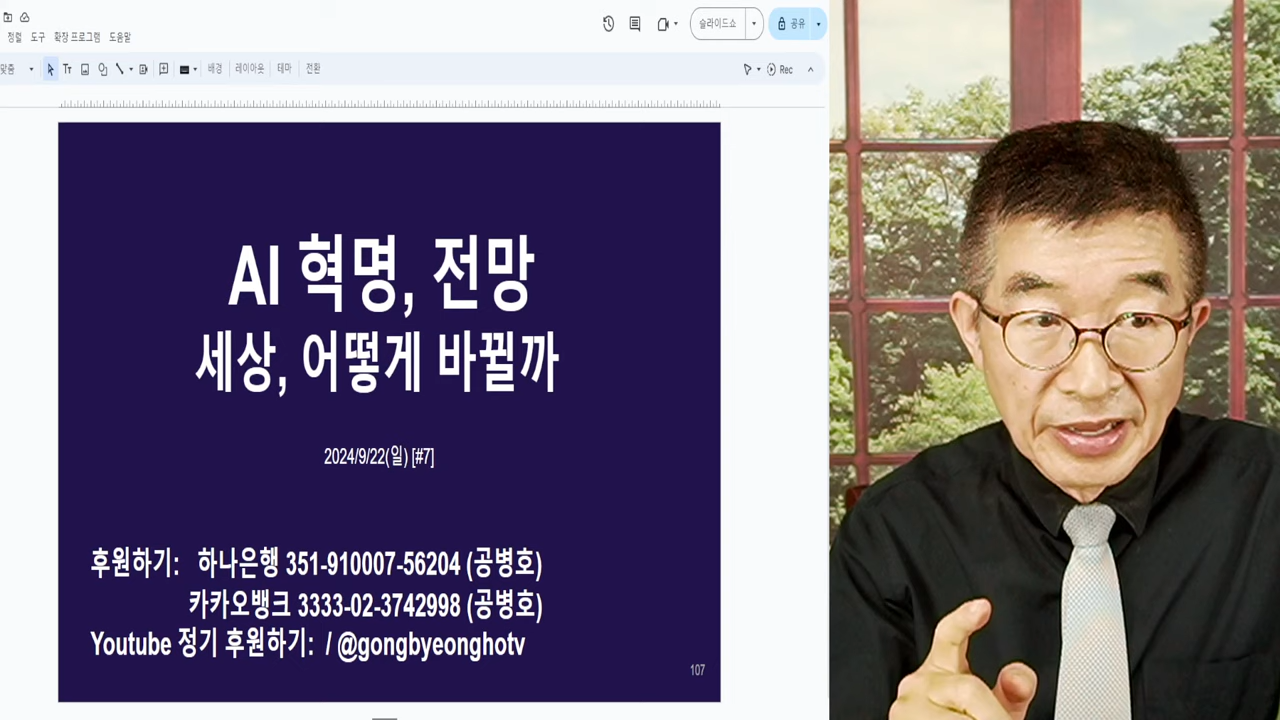 정렬 도구 확장 프로그램 도움말
슬라이드쇼
공유
맞춤
배경 레이아웃 테마 전환
Rec
AI 혁명, 전망
세상, 어떻게 바뀔까
2024/9/22(일) [#7]
후원하기: 하나은행 351-910007-56204 (공병호)
카카오뱅크 3333-02-3742998 (공병호)
Youtube 정기 후원하기: / @gongbyeonghotv
107